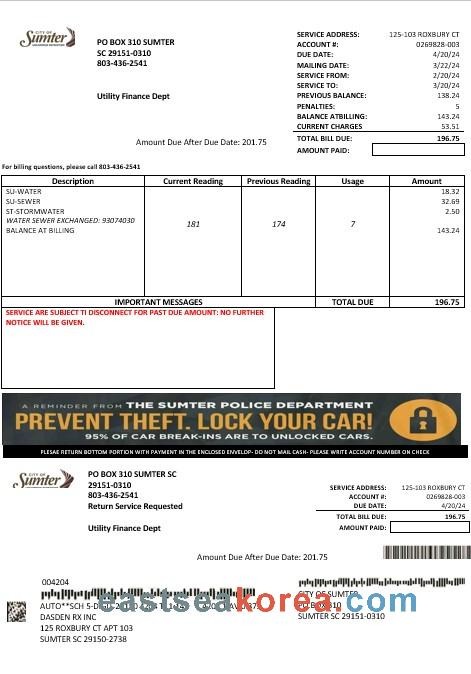 CITY OF
Sumter
PO BOX 310 SUMTER
SC 29151-0310
803-436-2541
Utility Finance Dept
SERVICE ADDRESS: 125-103 ROXBURY CT
ACCOUNT #: 0269828-003
DUE DATE: 4/20/24
MAILING DATE: 3/22/24
SERVICE FROM: 2/20/24
SERVICE TO: 3/20/24
PREVIOUS BALANCE: 138.24
PENALTIES: 5
BALANCE ATBILLING: 143.24
CURRENT CHARGES 53.51
TOTAL BILL DUE: 196.75
AMOUNT PAID:
Amount Due After Due Date: 201.75
For billing questions, please call 803-436-2541
Description Current Reading Previous Reading Usage Amount
SU-WATER 18.32
SU-SEWER 32.69
ST-STORMWATER 2.50
WATER SEWER EXCHANGED: 93074030 181 174 7
BALANCE AT BILLING 143.24
IMPORTANT MESSAGES TOTAL DUE 196.75
SERVICE ARE SUBJECT TI DISCONNECT FOR PAST DUE AMOUNT: NO FURTHER
NOTICE WILL BE GIVEN.
A REMINDER FROM THE SUMTER POLICE DEPARTMENT
PREVENT THEFT. LOCK YOUR CAR!
95% OF CAR BREAK-INS ARE TO UNLOCKED CARS.
PLESAE RETURN BOTTOM PORTION WITH PAYMENT IN THE ENCLOSED ENVELOP- DO NOT MAIL CASH- PLEASE WRITE ACCOUNT NUMBER ON CHECK
CITY OF
Sumter
PO BOX 310 SUMTER SC
29151-0310
803-436-2541
Return Service Requested
Utility Finance Dept
SERVICE ADDRESS: 125-103 ROXBURY CT
ACCOUNT #: 0269828-003
DUE DATE: 4/20/24
TOTAL BILL DUE: 196.75
AMOUNT PAID:
Amount Due After Due Date: 201.75
004204
AUTO**SCH
DASDEN RX INC
125 ROXBURY CT APT 103
SUMTER SC 29150-2738
CITY OF SUMTER
PO BOX 310
SUMTER SC 29151-0310
eastseakorea.com